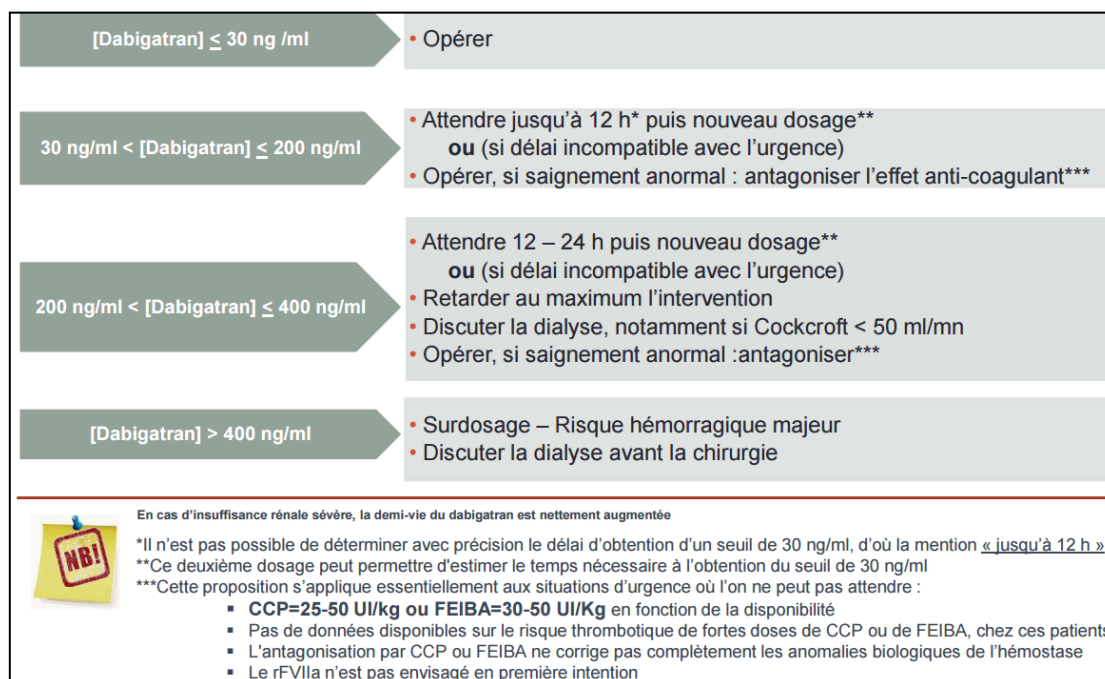 [Dabigatran] ≤ 30 ng /ml
• Opérer
30 ng/ml < [Dabigatran] ≤ 200 ng/ml
• Attendre jusqu'à 12 h* puis nouveau dosage**
ou (si délai incompatible avec l'urgence)
• Opérer, si saignement anormal : antagoniser l'effet anti-coagulant***
200 ng/ml < [Dabigatran] ≤ 400 ng/ml
• Attendre 12 – 24 h puis nouveau dosage**
ou (si délai incompatible avec l'urgence)
• Retarder au maximum l'intervention
• Discuter la dialyse, notamment si Cockcroft < 50 ml/mn
• Opérer, si saignement anormal :antagoniser***
[Dabigatran] > 400 ng/ml
• Surdosage – Risque hémorragique majeur
• Discuter la dialyse avant la chirurgie
NB!
En cas d'insuffisance rénale sévère, la demi-vie du dabigatran est nettement augmentée
*Il n'est pas possible de déterminer avec précisin le délai d'obtention d'un seuil de 30 ng/ml, d'où la mention « jusqu'à 12 h »
**Ce deuxième dosage peut permettre d'estimer le temps nécessaire à l'obtention du seuil de 30 ng/ml
***Cette proposition s'applique essentiellement aux situations d'urgence où l'on ne peut pas attendre :
▪ CCP=25-50 UI/kg ou FEIBA=30-50 UI/Kg en fonction de la disponibilité
▪ Pas de données disponibles sur le risque thrombotique de fortes doses de CCP ou de FEIBA, chez ces patients
▪ L'antagonisation par CCP ou FEIBA ne corrige pas complètement les anomalies biologiques de l'hémostase
▪ Le rFVIIa n'est pas envisagé en première intention